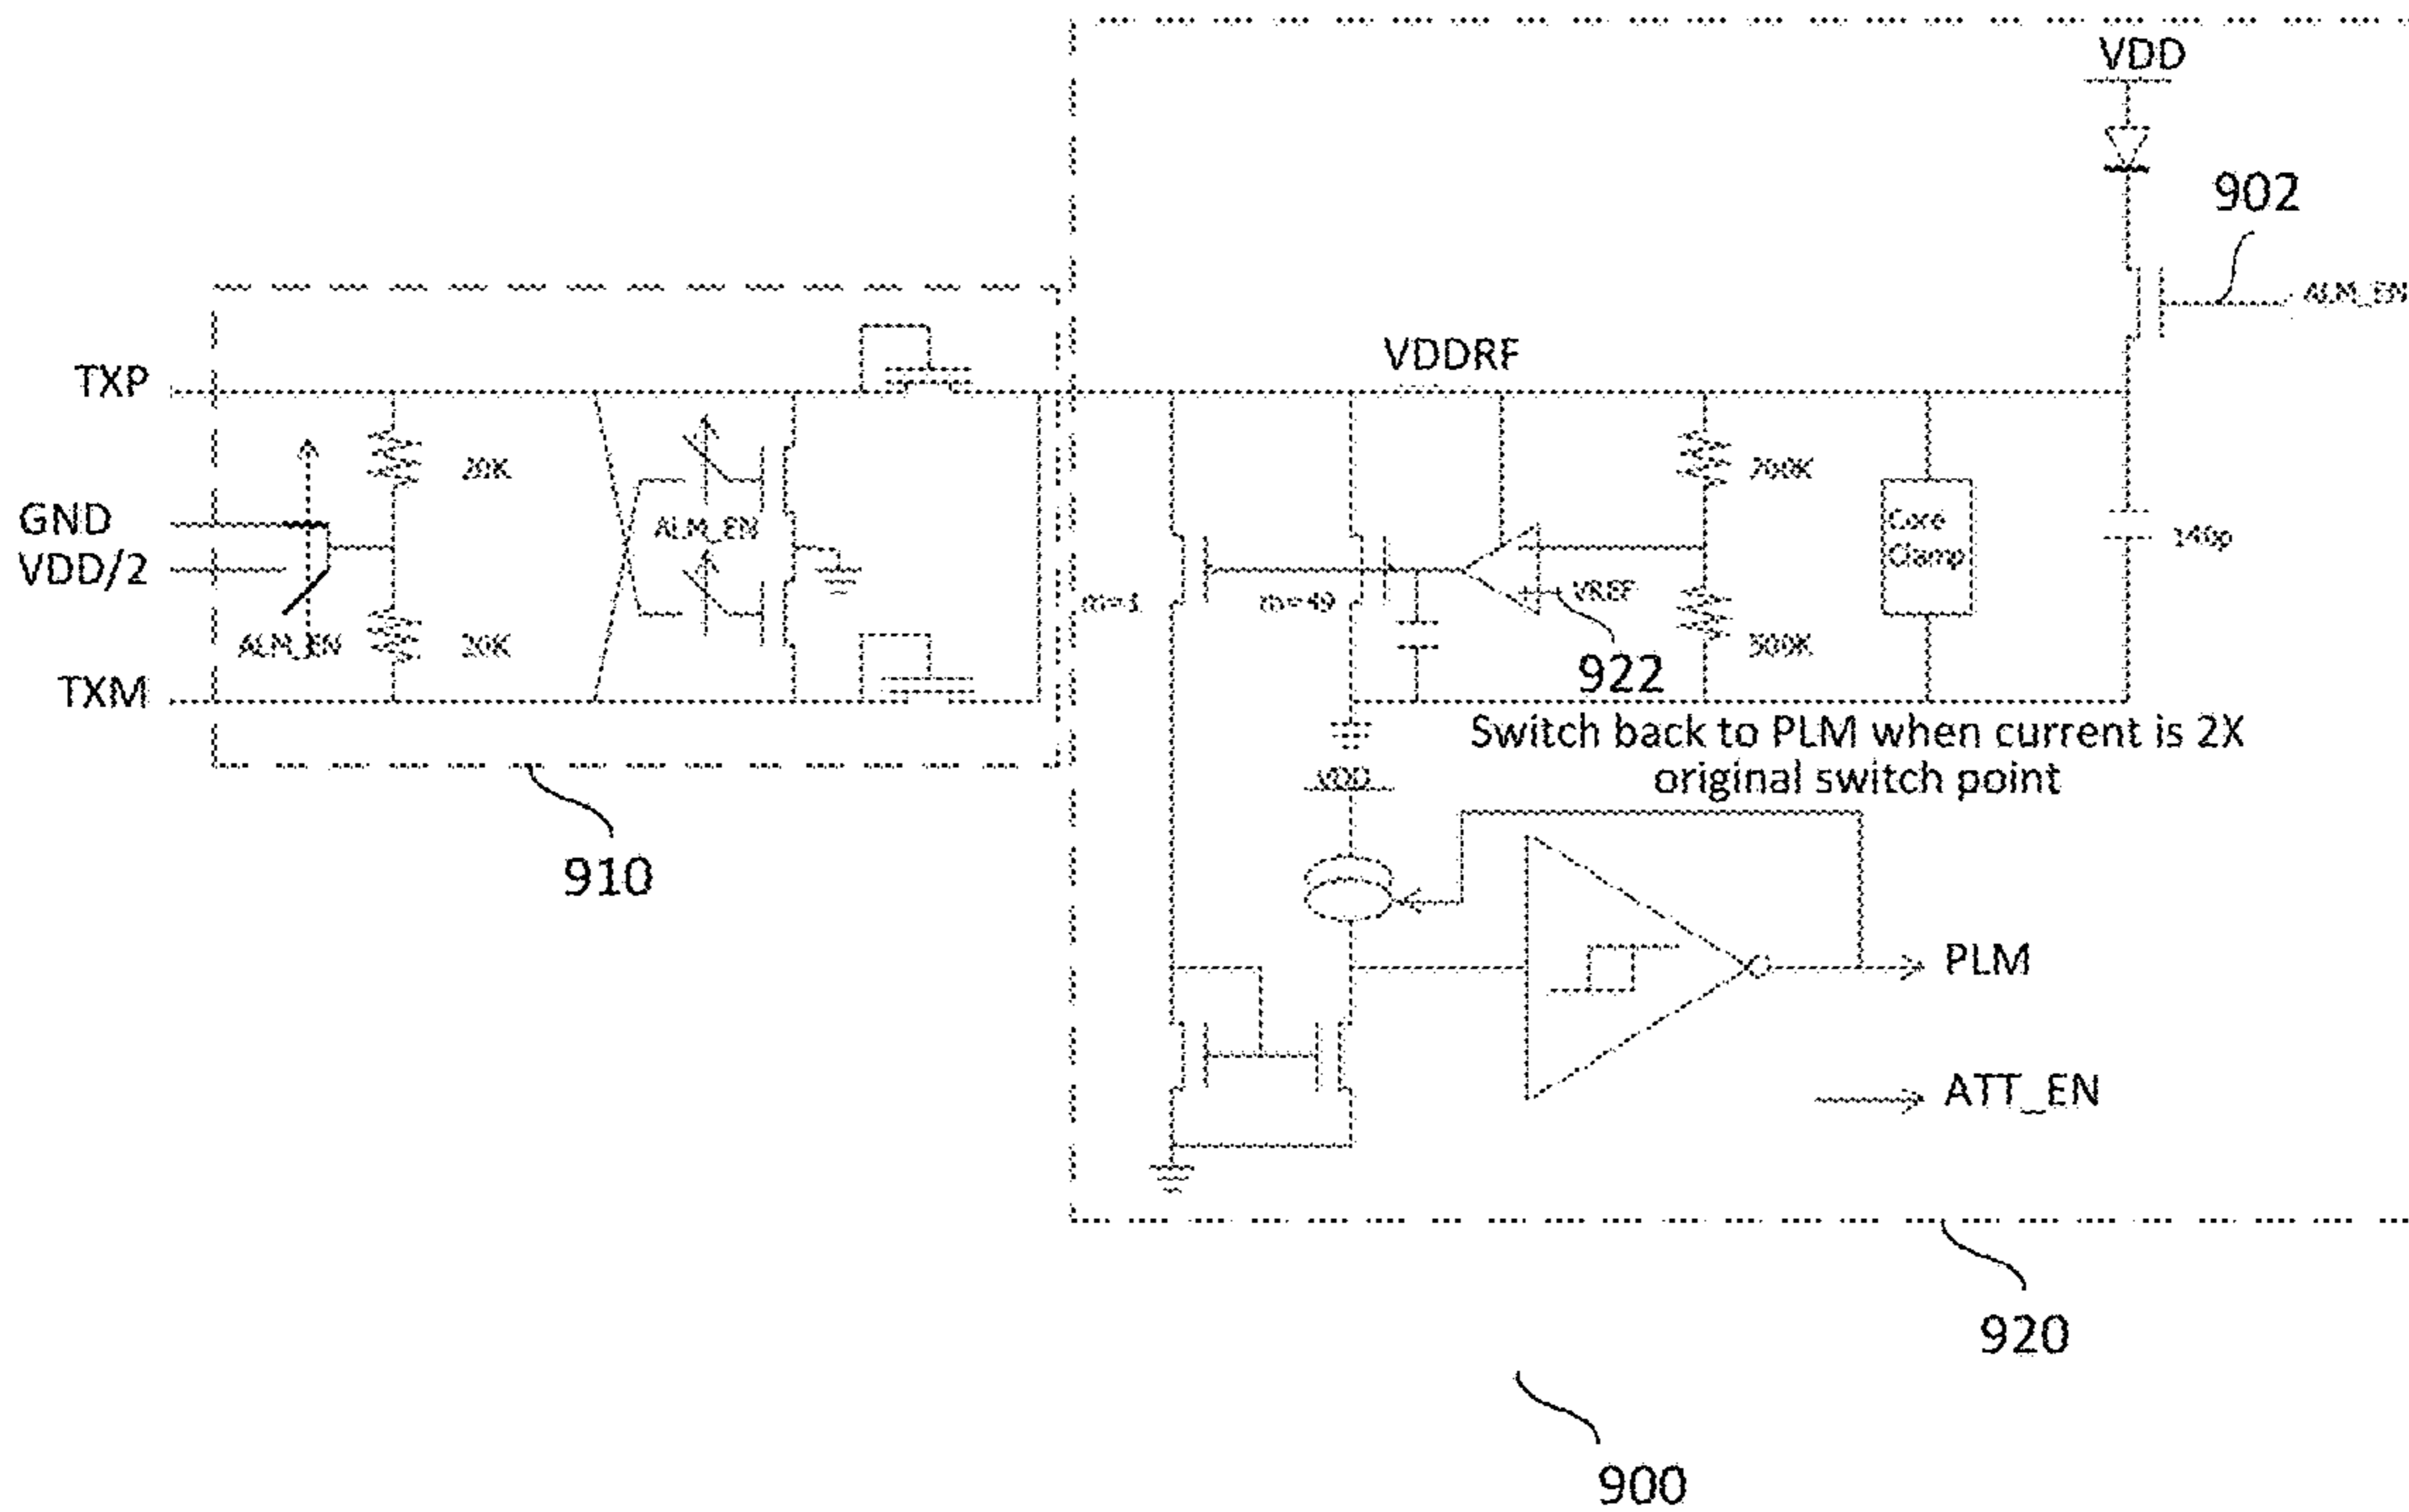 VDD
902
ALM_EN
VDDRF
TXP
20K
700K
GND
ALM_EN
Core
Clamp
140p
VDD/2
m=1
m=49
VREF
ALM_EN
20K
922
500K
TXM
Switch back to PLM when current is 2X
original switch point
VDD
910
PLM
ATT_EN
920
900